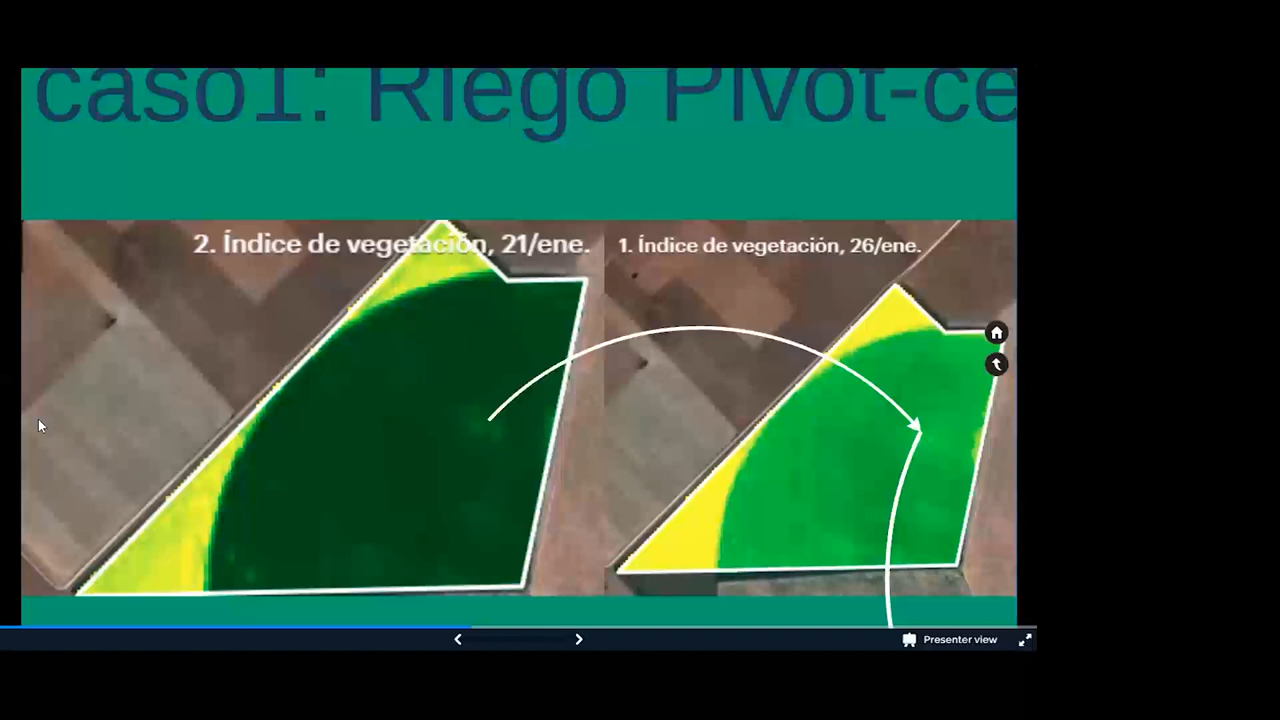 caso1: Riego Pivot-ce
2. Índice de vegetación, 21/ene.
1. Índice de vegetación, 26/ene.
Presenter view